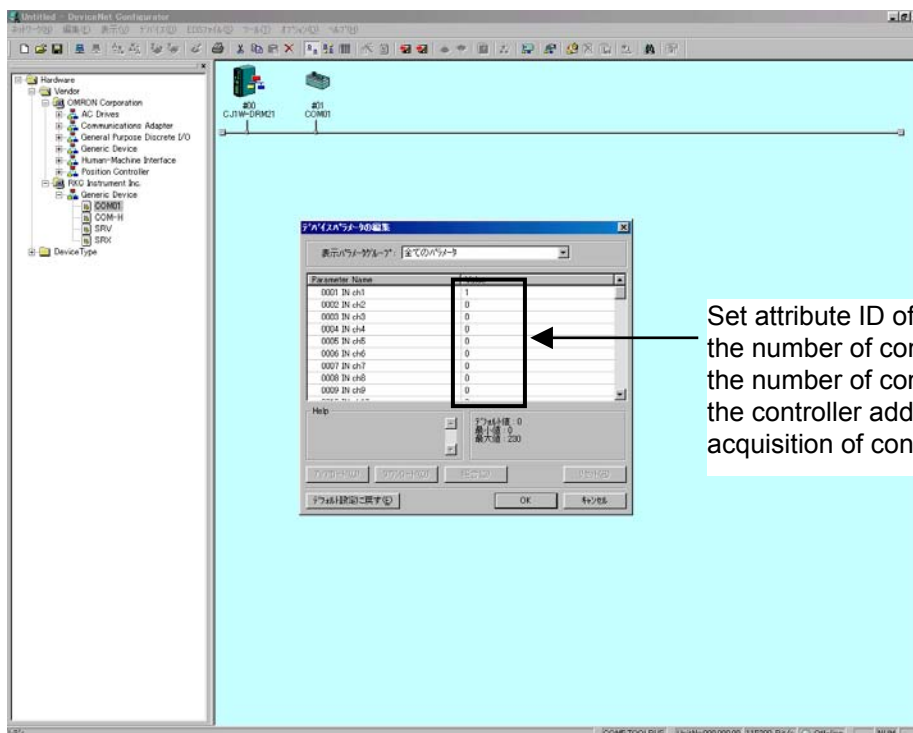 Untitled - DeviceNet Configurator
Hardware
Vendor
OMRON Corporation
AC Drives
Communications Adapter
General Purpose Discrete I/O
Generic Device
Human-Machine Interface
Position Controller
RKC Instrument Inc.
Generic Device
COM01
COM-H
SRV
SRX
DeviceType
#00
CJ1W-DRM21
#01
COM01
デバイスパラメータの編集
表示パラメータグループ: 全てのパラメータ
Parameter Name
0001 IN ch1 1
0002 IN ch2 0
0003 IN ch3 0
0004 IN ch4 0
0005 IN ch5 0
0006 IN ch6 0
0007 IN ch7 0
0008 IN ch8 0
0009 IN ch9 0
Help
デフォルト値 : 0
最小値 : 0
最大値 : 230
デフォルト設定に戻す(E)
OK
キャンセル
Set attribute ID of
the number of con
the number of con
the controller add
acquisition of con